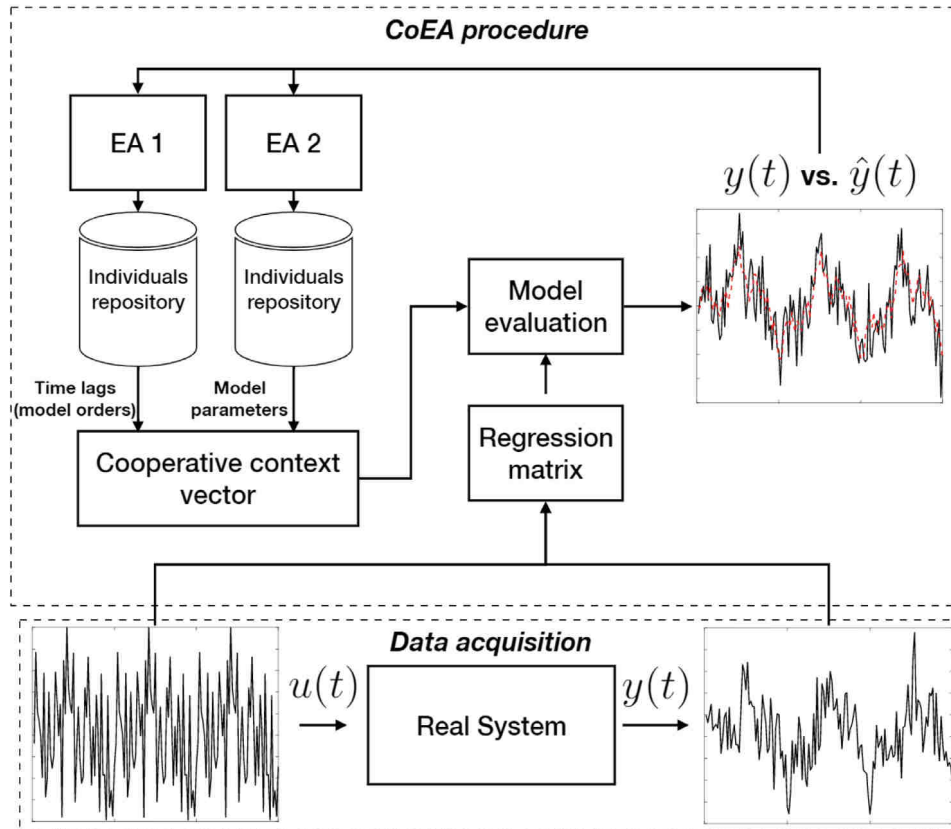 CoEA procedure
EA 1
EA 2
y(t) vs. ŷ(t)
Individuals
repository
Individuals
repository
Model
evaluation
Time lags
(model orders)
Model
parameters
Regression
matrix
Cooperative context
vector
Data acquisition
u(t)
Real System
y(t)